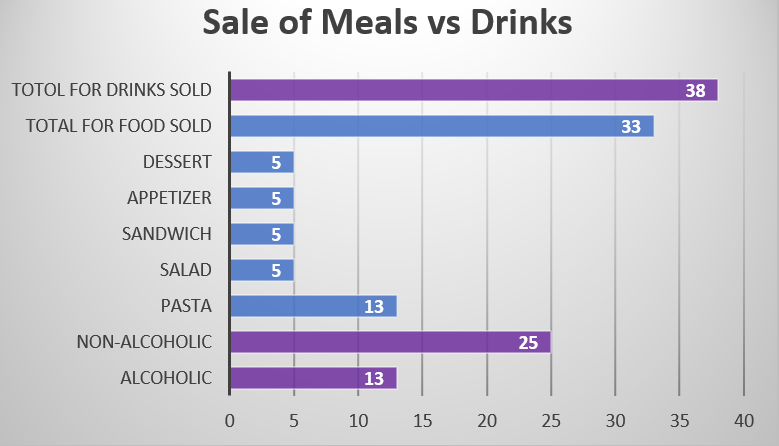 Sale of Meals vs Drinks
TOTOL FOR DRINKS SOLD 38
TOTAL FOR FOOD SOLD 33
DESSERT 5
APPETIZER 5
SANDWICH 5
SALAD 5
PASTA 13
NON-ALCOHOLIC 25
ALCOHOLIC 13
0 5 10 15 20 25 30 35 40